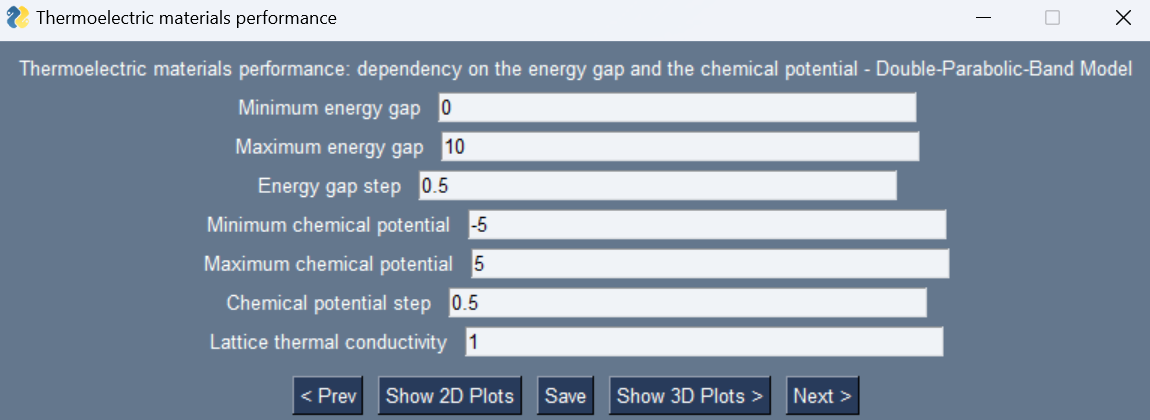 Thermoelectric materials performance
Thermoelectric materials performance: dependency on the energy gap and the chemical potential - Double-Parabolic-Band Model
Minimum energy gap 0
Maximum energy gap 10
Energy gap step 0.5
Minimum chemical potential -5
Maximum chemical potential 5
Chemical potential step 0.5
Lattice thermal conductivity 1
< Prev Show 2D Plots Save Show 3D Plots > Next >